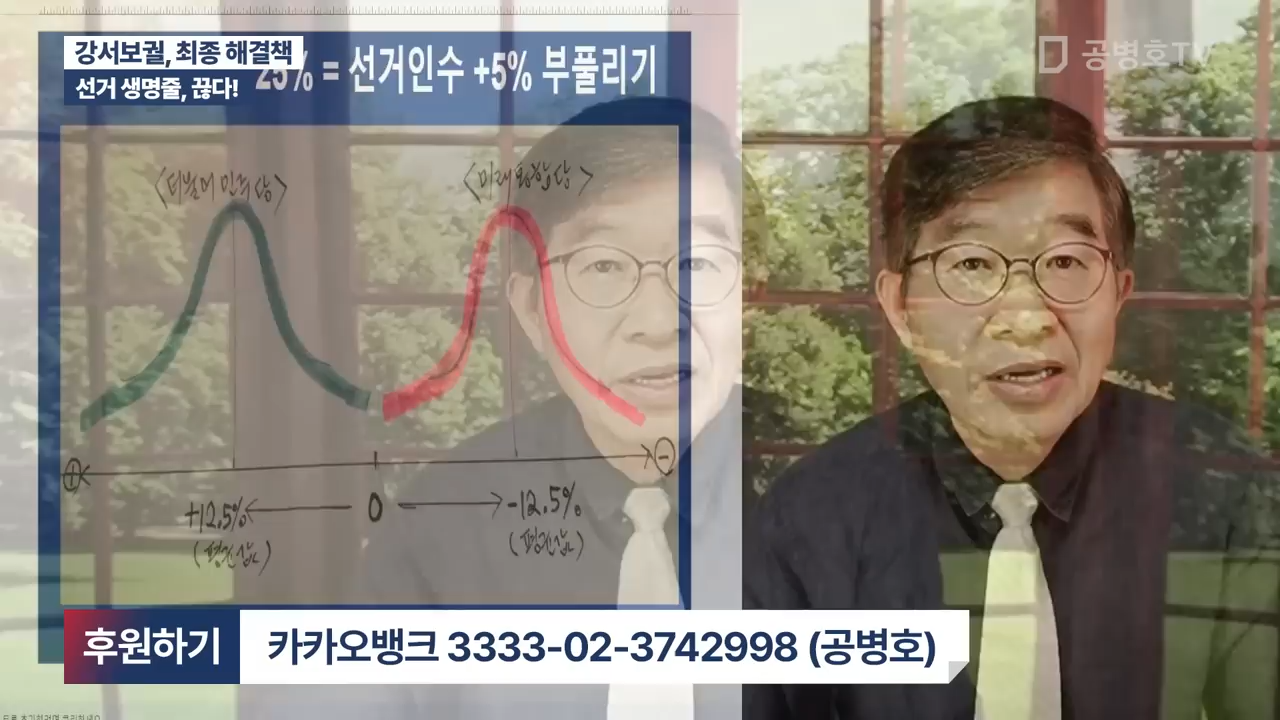 강서보궐, 최종 해결책
선거 생명줄, 끊다!
25% = 선거인수 +5% 부풀리기
공병호TV
<더불어 민주당>
<미래통합당>
+
-
+12.5%
0
-12.5%
(평균값)
(평균값)
후원하기
카카오뱅크 3333-02-3742998 (공병호)